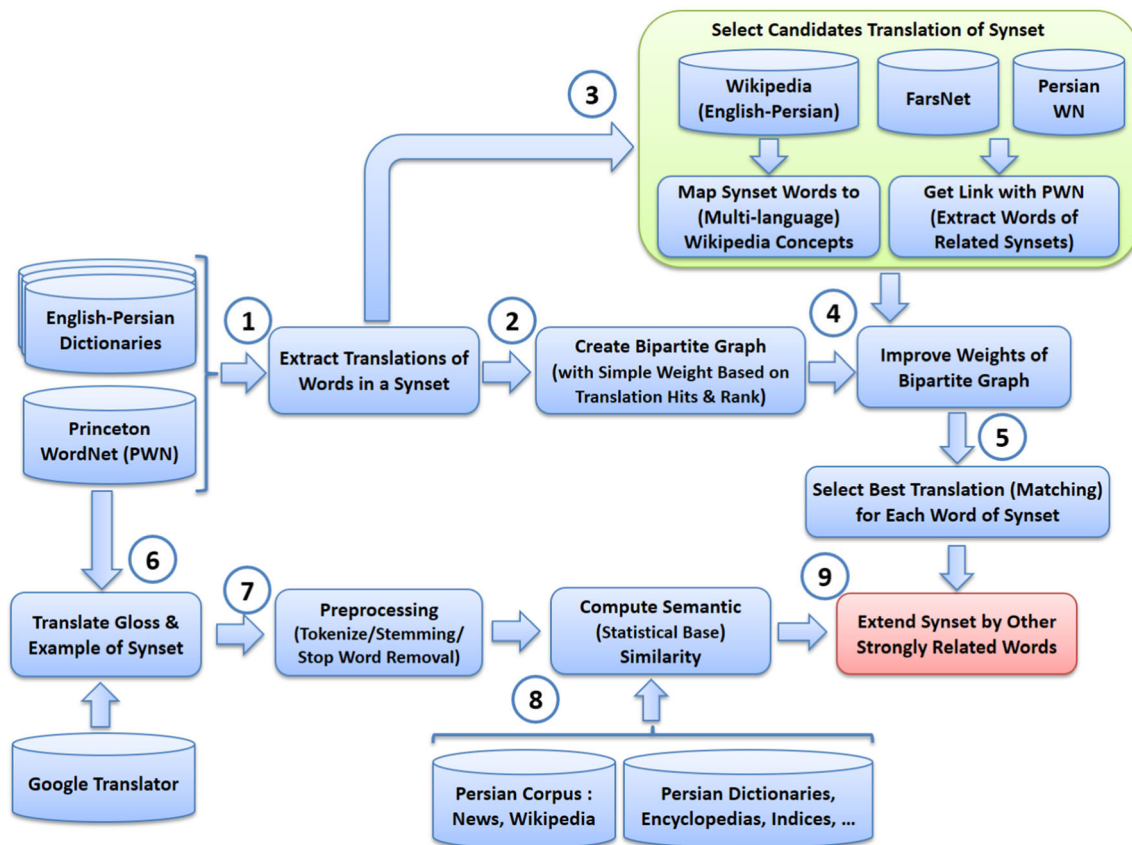 Select Candidates Translation of Synset
Wikipedia
(English-Persian)
FarsNet
Persian
WN
3
Map Synset Words to
(Multi-language)
Wikipedia Concepts
Get Link with PWN
(Extract Words of
Related Synsets)
English-Persian
Dictionaries
Princeton
WordNet (PWN)
1
Extract Translations of
Words in a Synset
2
Create Bipartite Graph
(with Simple Weight Based on
Translation Hits & Rank)
4
Improve Weights of
Bipartite Graph
5
Select Best Translation (Matching)
for Each Word of Synset
6
Translate Gloss &
Example of Synset
7
Preprocessing
(Tokenize/Stemming/
Stop Word Removal)
Compute Semantic
(Statistical Base)
Similarity
9
Extend Synset by Other
Strongly Related Words
8
Google Translator
Persian Corpus :
News, Wikipedia
Persian Dictionaries,
Encyclopedias, Indices, ...